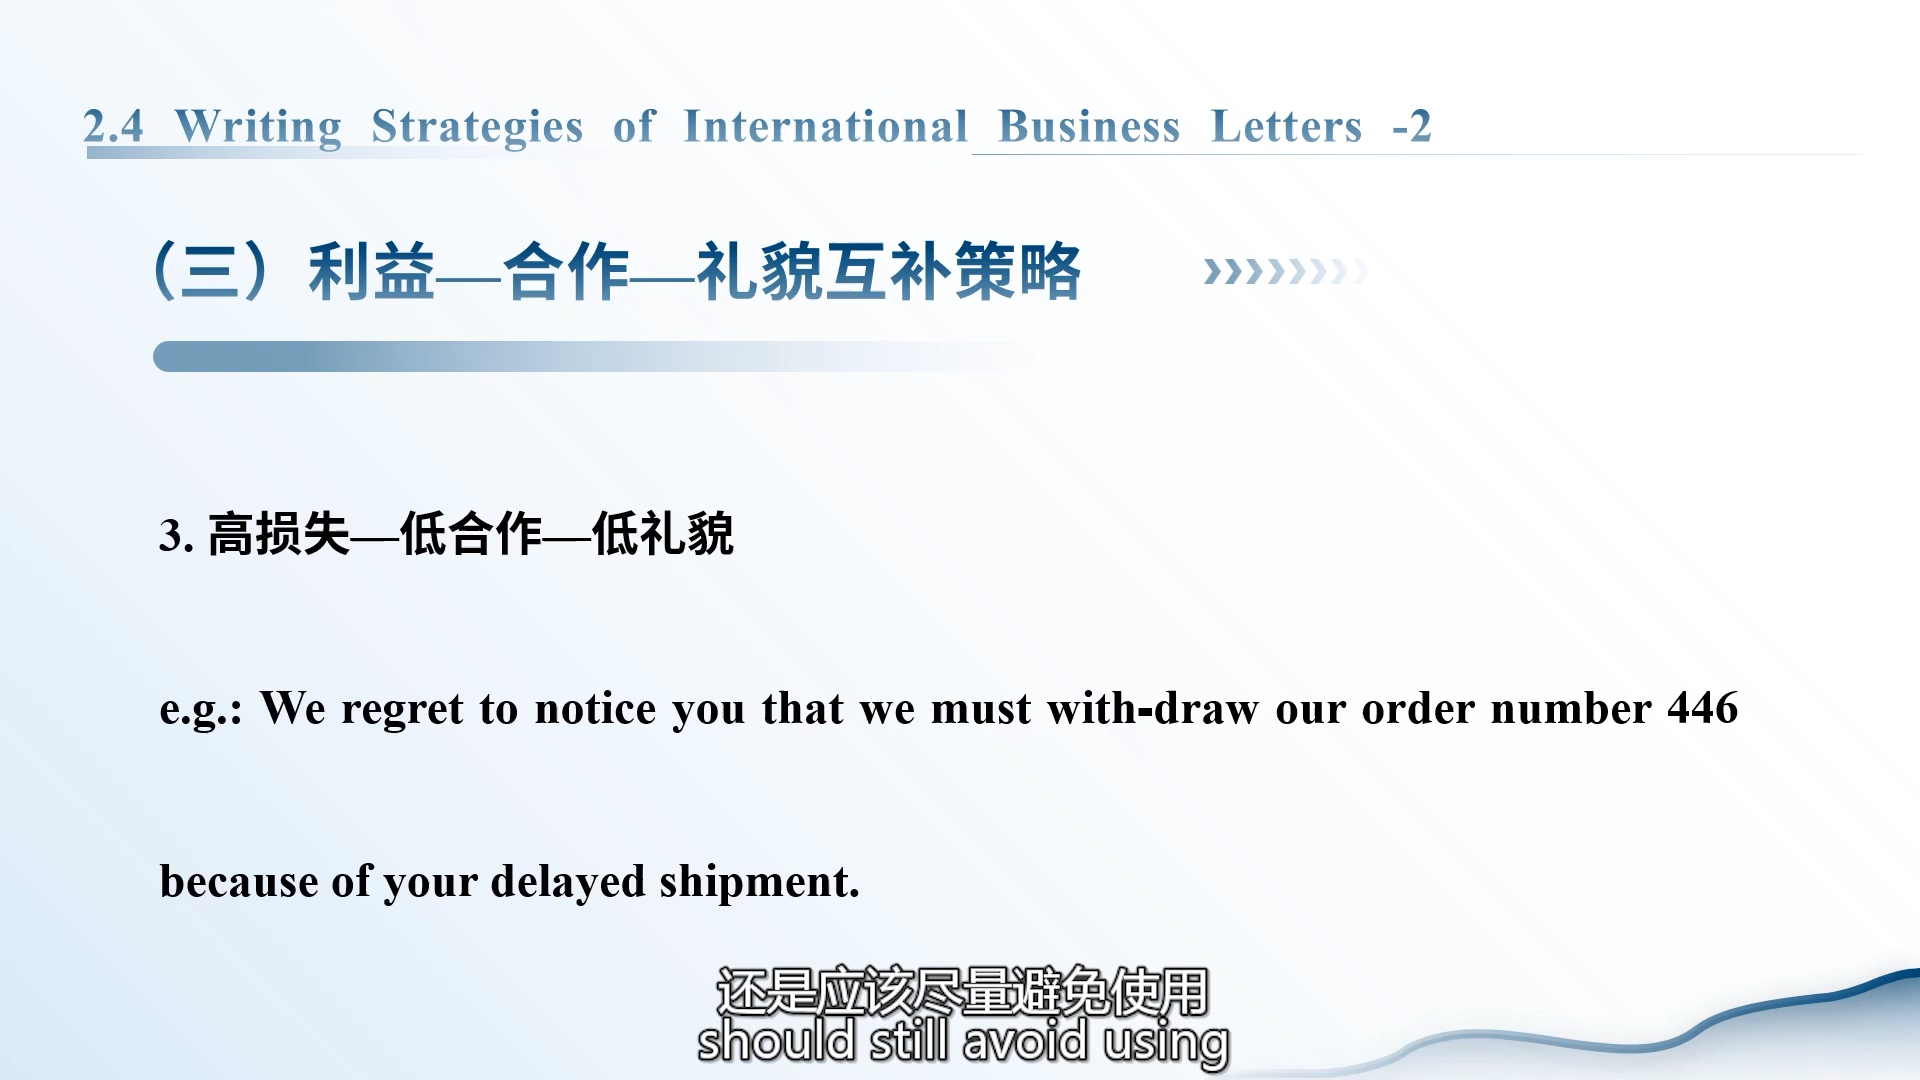 2.4 Writing Strategies of International Business Letters -2
（三）利益—合作—礼貌互补策略
3. 高损失—低合作—低礼貌
e.g.: We regret to notice you that we must with-draw our order number 446
because of your delayed shipment.
还是应该尽量避免使用
should still avoid using